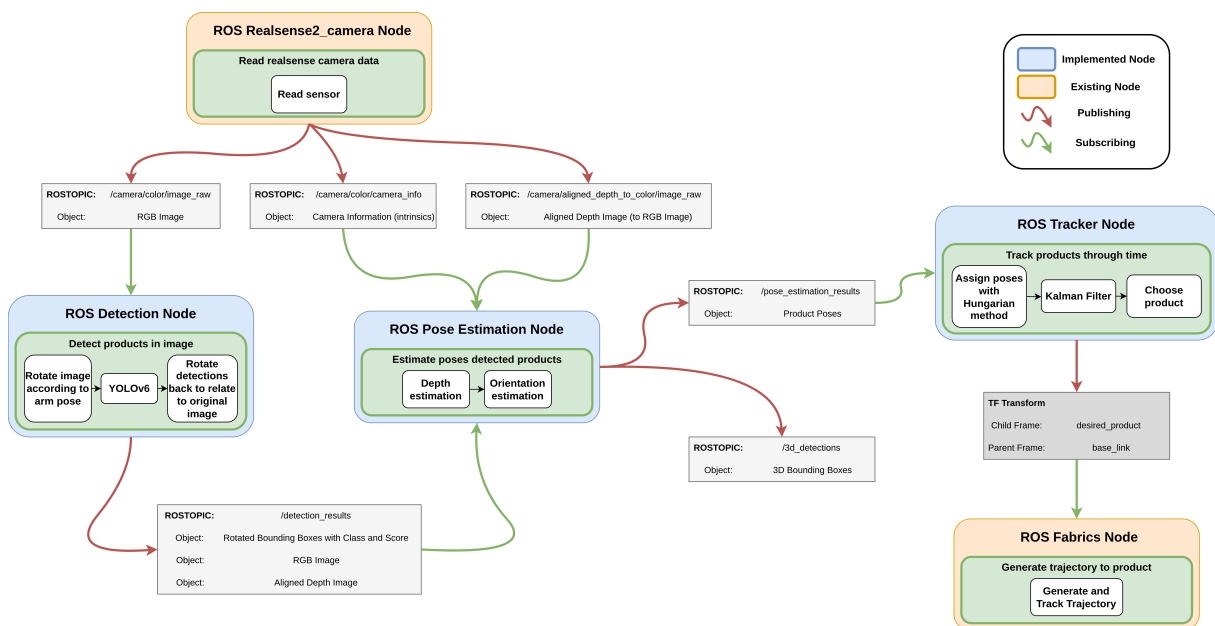 ROS Realsense2_camera Node
Read realsense camera data
Read sensor
Implemented Node
Existing Node
Publishing
Subscribing
ROSTOPIC: /camera/color/image_raw
Object: RGB Image
ROSTOPIC: /camera/color/camera_info
Object: Camera Information (intrinsics)
ROSTOPIC: /camera/aligned_depth_to_color/image_raw
Object: Aligned Depth Image (to RGB Image)
ROS Detection Node
Detect products in image
Rotate image
according to
arm pose
YOLOv6
Rotate
detections
back to relate
to original
image
ROS Pose Estimation Node
Estimate poses detected products
Depth
estimation
Orientation
estimation
ROSTOPIC: /pose_estimation_results
Object: Product Poses
ROSTOPIC: /3d_detections
Object: 3D Bounding Boxes
ROSTOPIC: /detection_results
Object: Rotated Bounding Boxes with Class and Score
Object: RGB Image
Object: Aligned Depth Image
ROS Tracker Node
Track products through time
Assign poses
with
Hungarian
method
Kalman Filter
Choose
product
TF Transform
Child Frame: desired_product
Parent Frame: base_link
ROS Fabrics Node
Generate trajectory to product
Generate and
Track Trajectory